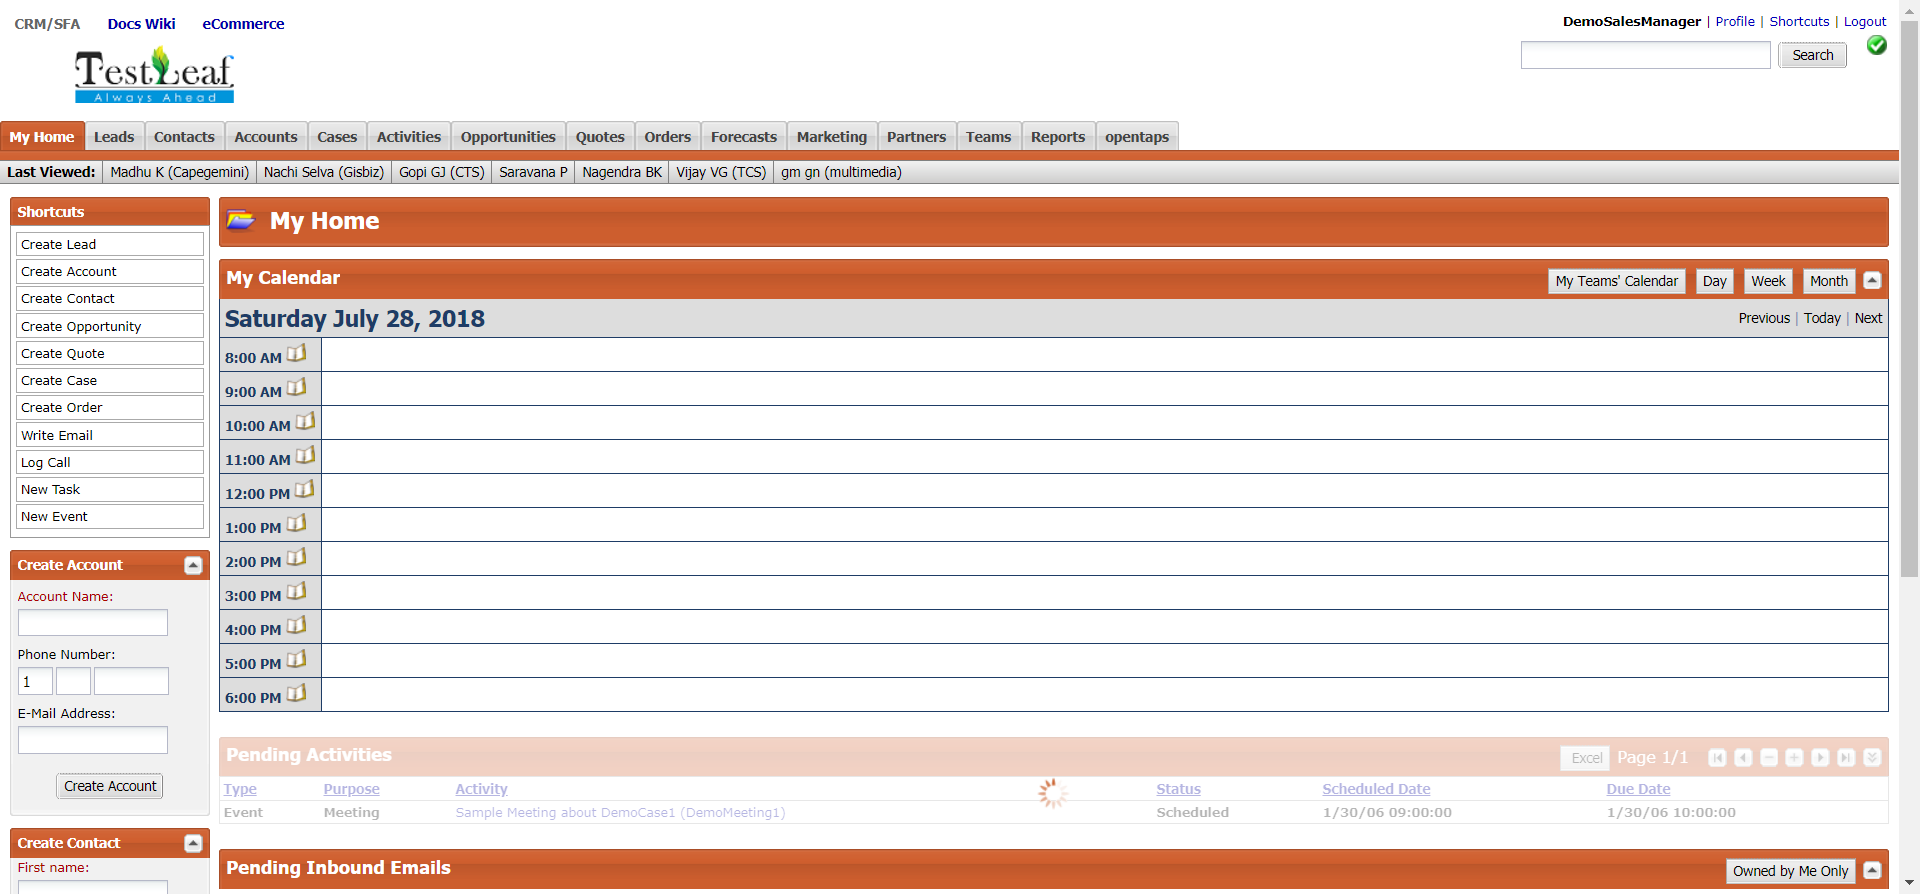 CRM/SFA Docs Wiki eCommerce
DemoSalesManager | Profile | Shortcuts | Logout
Search
TestLeaf
Always Ahead
My Home Leads Contacts Accounts Cases Activities Opportunities Quotes Orders Forecasts Marketing Partners Teams Reports opentaps
Last Viewed: Madhu K (Capegemini) Nachi Selva (Gisbiz) Gopi GJ (CTS) Saravana P Nagendra BK Vijay VG (TCS) gm gn (multimedia)
Shortcuts
Create Lead
Create Account
Create Contact
Create Opportunity
Create Quote
Create Case
Create Order
Write Email
Log Call
New Task
New Event
Create Account
Account Name:
Phone Number:
1
E-Mail Address:
Create Account
Create Contact
First name:
My Home
My Calendar
My Teams' Calendar Day Week Month
Saturday July 28, 2018
Previous | Today | Next
8:00 AM
9:00 AM
10:00 AM
11:00 AM
12:00 PM
1:00 PM
2:00 PM
3:00 PM
4:00 PM
5:00 PM
6:00 PM
Pending Activities
Excel Page 1/1
Type Purpose Activity Status Scheduled Date Due Date
Event Meeting Sample Meeting about DemoCase1 (DemoMeeting1) Scheduled 1/30/06 09:00:00 1/30/06 10:00:00
Pending Inbound Emails
Owned by Me Only